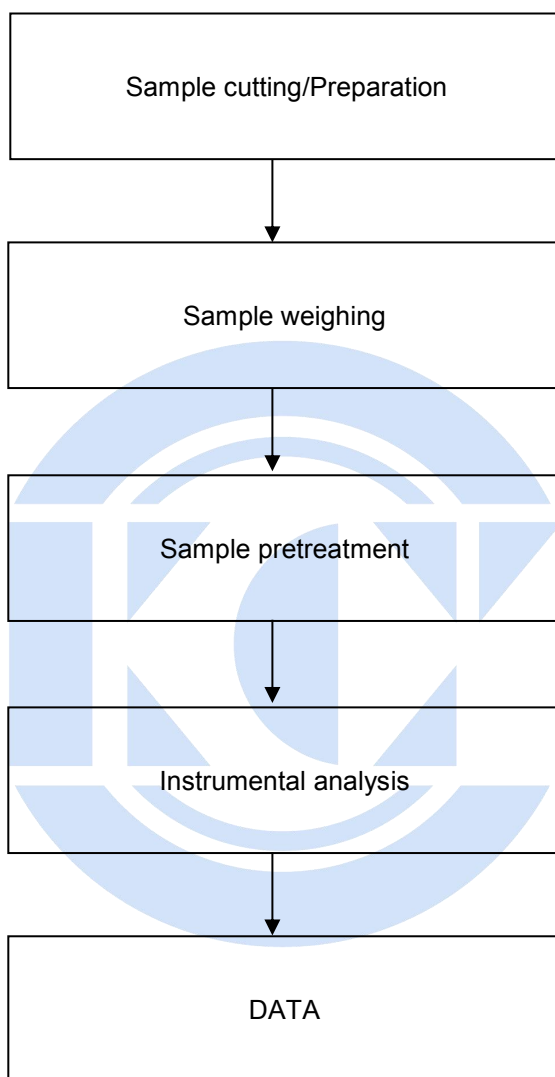 Sample cutting/Preparation
Sample weighing
Sample pretreatment
Instrumental analysis
DATA